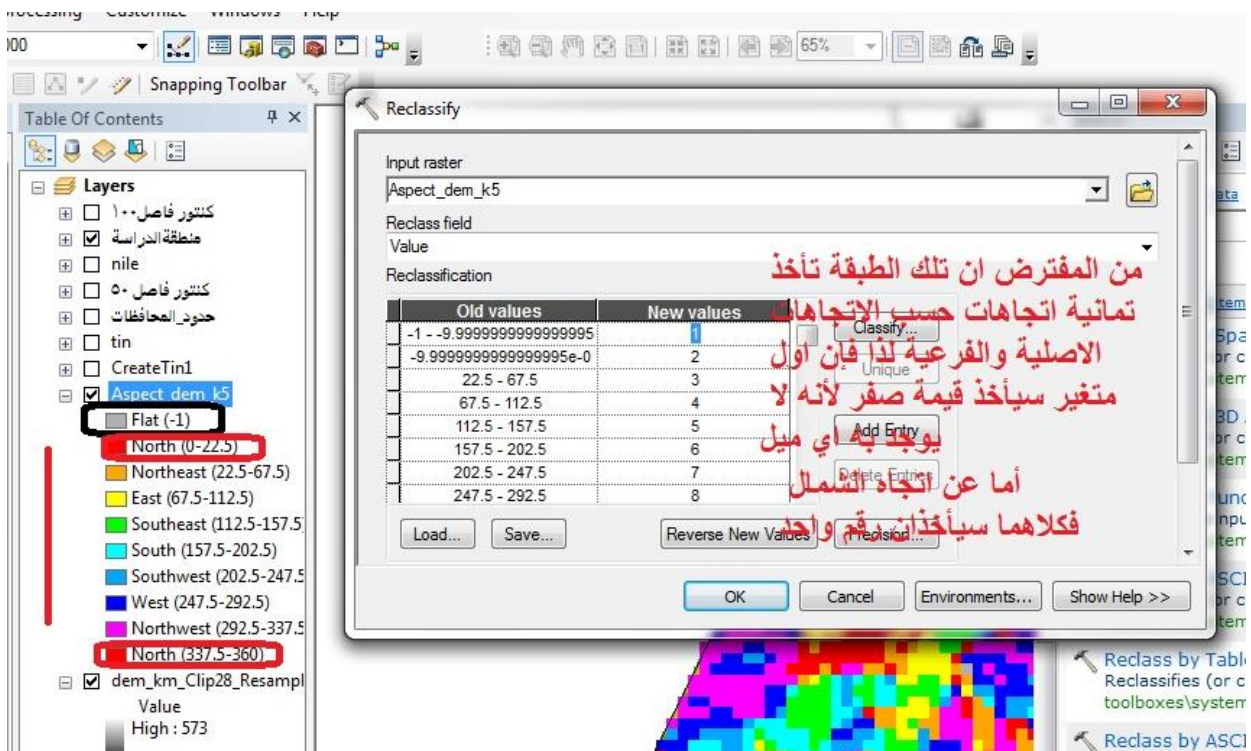 Customize Windows Help
65%
Snapping Toolbar
Table Of Contents
Layers
كنتور فاصل١٠٠
منطقةالدراسة
nile
كنتور فاصل ٥٠
حدود_المحافظات
tin
CreateTin1
Aspect_dem_k5
Flat (-1)
North (0-22.5)
Northeast (22.5-67.5)
East (67.5-112.5)
Southeast (112.5-157.5
South (157.5-202.5)
Southwest (202.5-247.5
West (247.5-292.5)
Northwest (292.5-337.5
North (337.5-360)
dem_km_Clip28_Resampl
Value
High : 573
Reclassify
Input raster
Aspect_dem_k5
Reclass field
Value
Reclassification
Old values New values
-1 - -9.9999999999999995 1
-9.9999999999999995e-0 2
22.5 - 67.5 3
67.5 - 112.5 4
112.5 - 157.5 5
157.5 - 202.5 6
202.5 - 247.5 7
247.5 - 292.5 8
Classify...
Unique
Add Entry
Delete Entries
Load... Save... Reverse New Values Precision...
OK Cancel Environments... Show Help >>
من المفترض ان تلك الطبقة تأخذ
تمانية اتجاهات حسب الاتجاهات
الاصلية والفرعية لذا فإن اول
متغير سيأخذ قيمة صفر لأنه لا
يوجد به اي ميل
أما عن اتجاه الشمال
فكلاهما سيأخذان رقم واحد
Reclass by Table
Reclassifies (or c
toolboxes\system
Reclass by ASCI